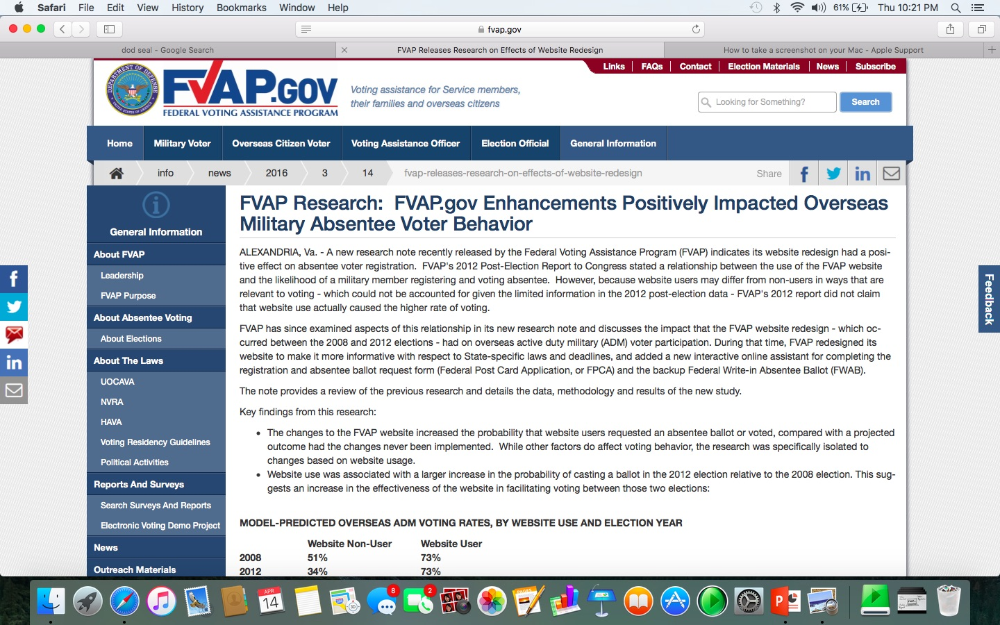 Safari File Edit View History Bookmarks Window Help 61% Thu 10:21 PM
fvap.gov
dod seal - Google Search
FVAP Releases Research on Effects of Website Redesign
How to take a screenshot on your Mac - Apple Support
Links FAQs Contact Election Materials News Subscribe
DEPARTMENT OF DEFENSE
UNITED STATES OF AMERICA
FVAP.GOV
FEDERAL VOTING ASSISTANCE PROGRAM
Voting assistance for Service members,
their families and overseas citizens
Looking for Something?
Search
Home Military Voter Overseas Citizen Voter Voting Assistance Officer Election Official General Information
info news 2016 3 14 fvap-releases-research-on-effects-of-website-redesign Share
General Information
About FVAP
Leadership
FVAP Purpose
About Absentee Voting
About Elections
About The Laws
UOCAVA
NVRA
HAVA
Voting Residency Guidelines
Political Activities
Reports And Surveys
Search Surveys And Reports
Electronic Voting Demo Project
News
Outreach Materials
FVAP Research:  FVAP.gov Enhancements Positively Impacted Overseas
Military Absentee Voter Behavior
ALEXANDRIA, Va. - A new research note recently released by the Federal Voting Assistance Program (FVAP) indicates its website redesign had a posi-
tive effect on absentee voter registration.  FVAP's 2012 Post-Election Report to Congress stated a relationship between the use of the FVAP website
and the likelihood of a military member registering and voting absentee.  However, because website users may differ from non-users in ways that are
relevant to voting - which could not be accounted for given the limited information in the 2012 post-election data - FVAP's 2012 report did not claim
that website use actually caused the higher rate of voting.
FVAP has since examined aspects of this relationship in its new research note and discusses the impact that the FVAP website redesign - which oc-
curred between the 2008 and 2012 elections - had on overseas active duty military (ADM) voter participation. During that time, FVAP redesigned its
website to make it more informative with respect to State-specific laws and deadlines, and added a new interactive online assistant for completing the
registration and absentee ballot request form (Federal Post Card Application, or FPCA) and the backup Federal Write-in Absentee Ballot (FWAB).
The note provides a review of the previous research and details the data, methodology and results of the new study.
Key findings from this research:
• The changes to the FVAP website increased the probability that website users requested an absentee ballot or voted, compared with a projected
outcome had the changes never been implemented.  While other factors do affect voting behavior, the research was specifically isolated to
changes based on website usage.
• Website use was associated with a larger increase in the probability of casting a ballot in the 2012 election relative to the 2008 election. This sug-
gests an increase in the effectiveness of the website in facilitating voting between those two elections:
MODEL-PREDICTED OVERSEAS ADM VOTING RATES, BY WEBSITE USE AND ELECTION YEAR
Website Non-User Website User
2008 51% 73%
2012 34% 73%
Feedback
APR
14
8
2
PAGES